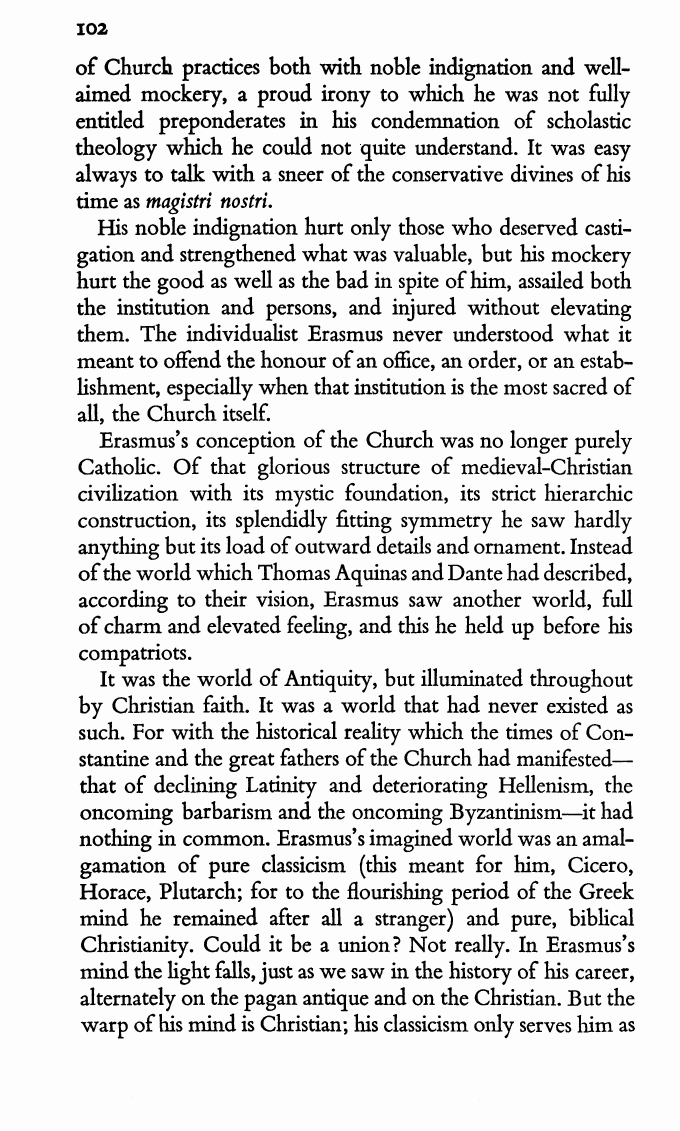 102
of Church practices both with noble indignation and well-
aimed mockery, a proud irony to which he was not fully
entitled preponderates in his condemnation of scholastic
theology which he could not quite understand. It was easy
always to talk with a sneer of the conservative divines of his
time as magistri nostri.
His noble indignation hurt only those who deserved casti-
gation and strengthened what was valuable, but his mockery
hurt the good as well as the bad in spite of him, assailed both
the institution and persons, and injured without elevating
them. The individualist Erasmus never understood what it
meant to offend the honour of an office, an order, or an estab-
lishment, especially when that institution is the most sacred of
all, the Church itself.
Erasmus's conception of the Church was no longer purely
Catholic. Of that glorious structure of medieval-Christian
civilization with its mystic foundation, its strict hierarchic
construction, its splendidly fitting symmetry he saw hardly
anything but its load of outward details and ornament. Instead
of the world which Thomas Aquinas and Dante had described,
according to their vision, Erasmus saw another world, full
of charm and elevated feeling, and this he held up before his
compatriots.
It was the world of Antiquity, but illuminated throughout
by Christian faith. It was a world that had never existed as
such. For with the historical reality which the times of Con-
stantine and the great fathers of the Church had manifested—
that of declining Latinity and deteriorating Hellenism, the
oncoming barbarism and the oncoming Byzantinism—it had
nothing in common. Erasmus's imagined world was an amal-
gamation of pure classicism (this meant for him, Cicero,
Horace, Plutarch; for to the flourishing period of the Greek
mind he remained after all a stranger) and pure, biblical
Christianity. Could it be a union? Not really. In Erasmus's
mind the light falls, just as we saw in the history of his career,
alternately on the pagan antique and on the Christian. But the
warp of his mind is Christian; his classicism only serves him as